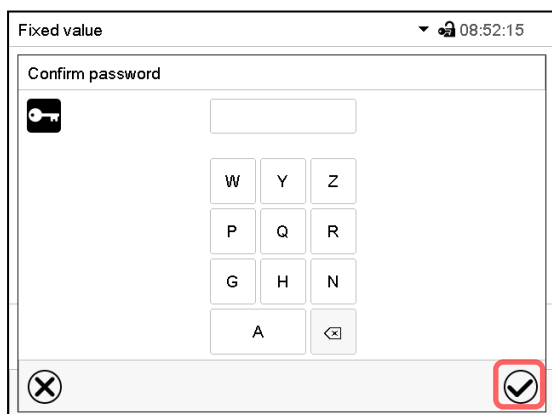 Fixed value 08:52:15
Confirm password
W Y Z
P Q R
G H N
A